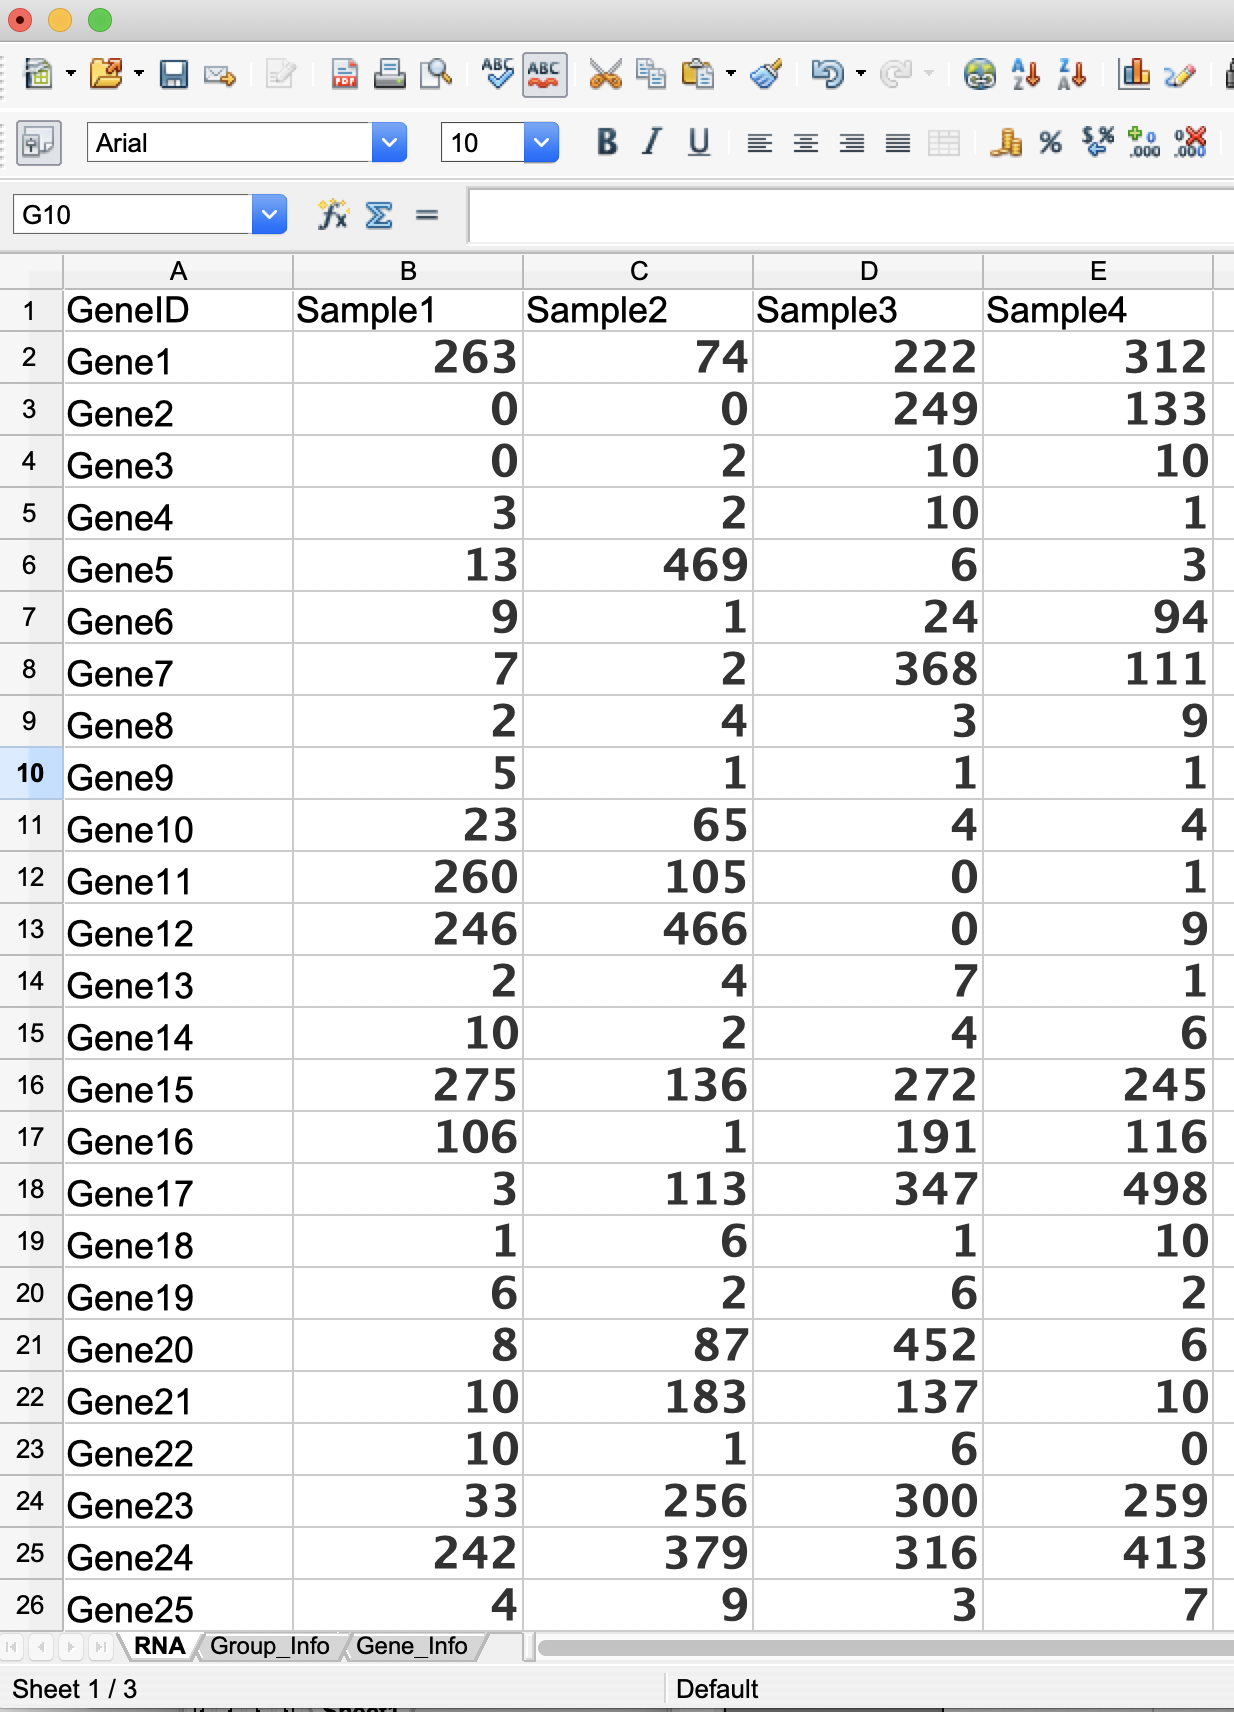 ABC ABC
PDF
A Z Z A
Arial 10 B I U % $ % 0 .000 0 .000
G10 fx Σ =
A B C D E
1 GeneID Sample1 Sample2 Sample3 Sample4
2 Gene1 263 74 222 312
3 Gene2 0 0 249 133
4 Gene3 0 2 10 10
5 Gene4 3 2 10 1
6 Gene5 13 469 6 3
7 Gene6 9 1 24 94
8 Gene7 7 2 368 111
9 Gene8 2 4 3 9
10 Gene9 5 1 1 1
11 Gene10 23 65 4 4
12 Gene11 260 105 0 1
13 Gene12 246 466 0 9
14 Gene13 2 4 7 1
15 Gene14 10 2 4 6
16 Gene15 275 136 272 245
17 Gene16 106 1 191 116
18 Gene17 3 113 347 498
19 Gene18 1 6 1 10
20 Gene19 6 2 6 2
21 Gene20 8 87 452 6
22 Gene21 10 183 137 10
23 Gene22 10 1 6 0
24 Gene23 33 256 300 259
25 Gene24 242 379 316 413
26 Gene25 4 9 3 7
RNA Group_Info Gene_Info
Sheet 1 / 3 Default